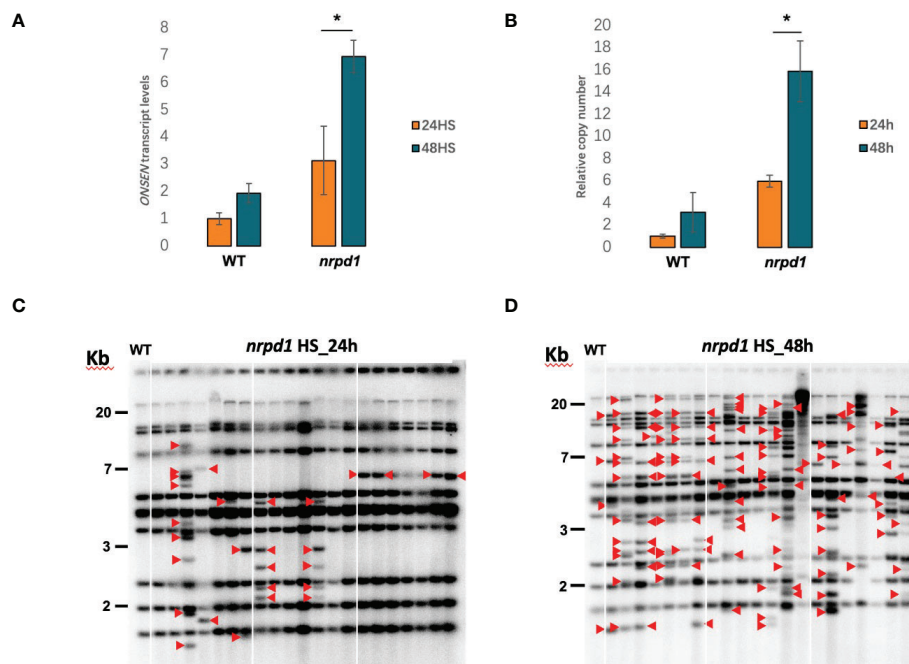 A
ONSEN transcript levels
8
7
6
5
4
3
2
1
0
*
WT
nrpd1
24HS
48HS
B
Relative copy number
20
18
16
14
12
10
8
6
4
2
0
*
WT
nrpd1
24h
48h
C
WT
nrpd1 HS_24h
Kb
20
7
3
2
D
WT
nrpd1 HS_48h
Kb
20
7
3
2